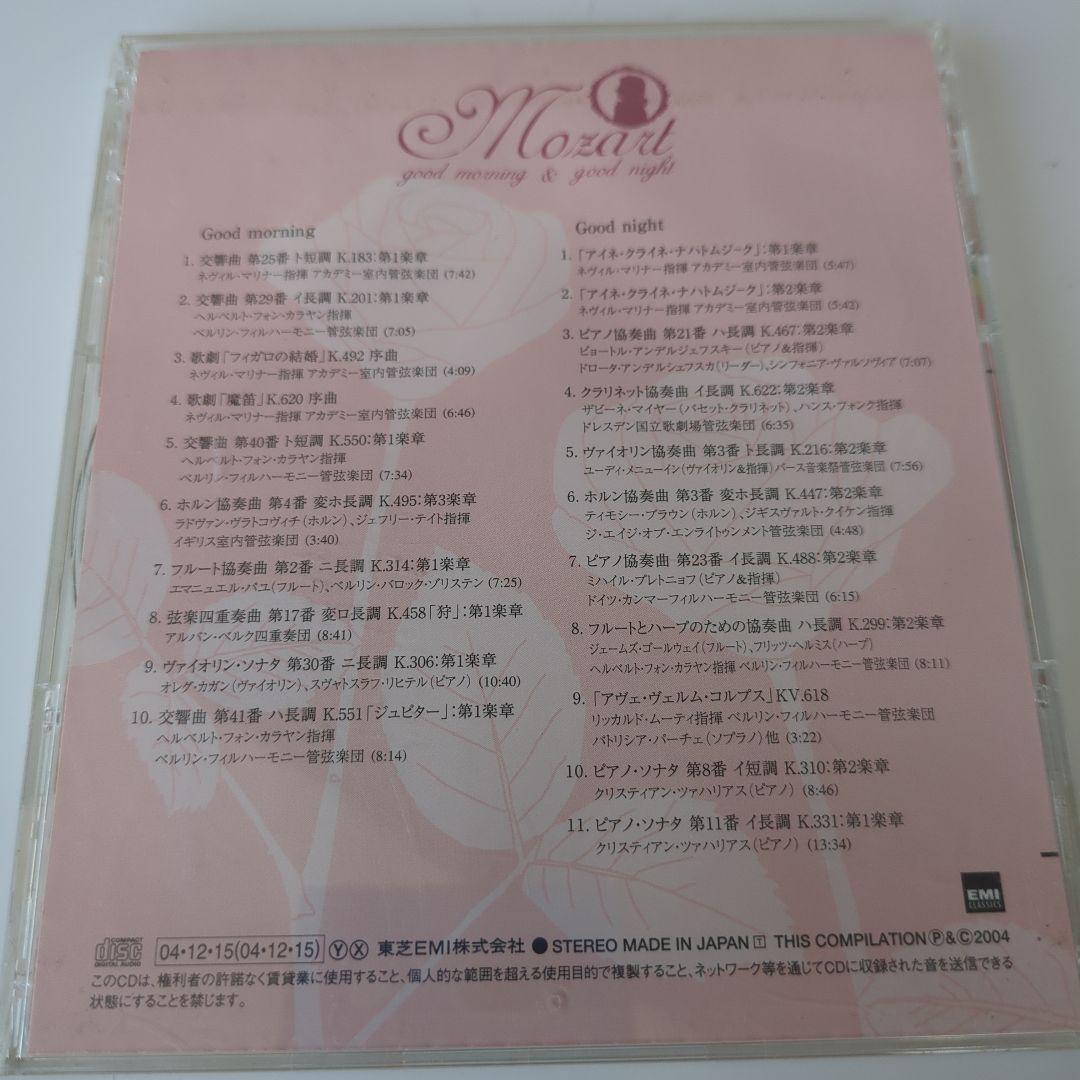 Mozart
good morning & good night
Good morning
1. 交響曲 第25番 ト短調 K.183:第1楽章
ネヴィル・マリナー指揮 アカデミー室内管弦楽団 (7:42)
2. 交響曲 第29番 イ長調 K.201:第1楽章
ヘルベルト・フォン・カラヤン指揮
ベルリン・フィルハーモニー管弦楽団 (7:05)
3. 歌劇「フィガロの結婚」K.492 序曲
ネヴィル・マリナー指揮 アカデミー室内管弦楽団 (4:09)
4. 歌劇「魔笛」K.620 序曲
ネヴィル・マリナー指揮 アカデミー室内管弦楽団 (6:46)
5. 交響曲 第40番 ト短調 K.550:第1楽章
ヘルベルト・フォン・カラヤン指揮
ベルリン・フィルハーモニー管弦楽団 (7:34)
6. ホルン協奏曲 第4番 変ホ長調 K.495:第3楽章
ラドヴァン・ヴラトコヴィチ(ホルン)、ジェフリー・テイト指揮
イギリス室内管弦楽団 (3:40)
7. フルート協奏曲 第2番 ニ長調 K.314:第1楽章
エマニュエル・パユ(フルート)、ベルリン・バロック・ゾリステン (7:25)
8. 弦楽四重奏曲 第17番 変ロ長調 K.458「狩」:第1楽章
アルバン・ベルク四重奏団 (8:41)
9. ヴァイオリン・ソナタ 第30番 ニ長調 K.306:第1楽章
オレグ・カガン(ヴァイオリン)、スヴャトスラフ・リヒテル(ピアノ) (10:40)
10. 交響曲 第41番 ハ長調 K.551「ジュピター」:第1楽章
ヘルベルト・フォン・カラヤン指揮
ベルリン・フィルハーモニー管弦楽団 (8:14)
Good night
1. 「アイネ・クライネ・ナハトムジーク」:第1楽章
ネヴィル・マリナー指揮 アカデミー室内管弦楽団 (5:47)
2. 「アイネ・クライネ・ナハトムジーク」:第2楽章
ネヴィル・マリナー指揮 アカデミー室内管弦楽団 (5:42)
3. ピアノ協奏曲 第21番 ハ長調 K.467:第2楽章
ピョートル・アンデルジェフスキー(ピアノ&指揮)
ドロータ・アンデルシェフスカ(リーダー)、シンフォニア・ヴァルソヴィア (7:07)
4. クラリネット協奏曲 イ長調 K.622:第2楽章
ザビーネ・マイヤー(バセット・クラリネット)、ハンス・フォンク指揮
ドレスデン国立歌劇場管弦楽団 (6:35)
5. ヴァイオリン協奏曲 第3番 ト長調 K.216:第2楽章
ユーディ・メニューイン(ヴァイオリン&指揮) バース音楽祭管弦楽団 (7:56)
6. ホルン協奏曲 第3番 変ホ長調 K.447:第2楽章
ティモシー・ブラウン(ホルン)、ジギスヴァルト・クイケン指揮
ジ・エイジ・オブ・エンライトゥンメント管弦楽団 (4:48)
7. ピアノ協奏曲 第23番 イ長調 K.488:第2楽章
ミハイル・プレトニョフ(ピアノ&指揮)
ドイツ・カンマーフィルハーモニー管弦楽団 (6:15)
8. フルートとハープのための協奏曲 ハ長調 K.299:第2楽章
ジェームズ・ゴールウェイ(フルート)、フリッツ・ヘルミス(ハープ)
ヘルベルト・フォン・カラヤン指揮 ベルリン・フィルハーモニー管弦楽団 (8:11)
9. 「アヴェ・ヴェルム・コルプス」KV.618
リッカルド・ムーティ指揮 ベルリン・フィルハーモニー管弦楽団
パトリシア・パーチェ(ソプラノ)他 (3:22)
10. ピアノ・ソナタ 第8番 イ短調 K.310:第2楽章
クリスティアン・ツァハリアス(ピアノ) (8:46)
11. ピアノ・ソナタ 第11番 イ長調 K.331:第1楽章
クリスティアン・ツァハリアス(ピアノ) (13:34)
EMI
CLASSICS
COMPACT
disc
DIGITAL AUDIO
04・12・15(04・12・15) Ⓨ Ⓧ 東芝EMI株式会社 ● STEREO MADE IN JAPAN 🅃 THIS COMPILATION ℗&©2004
このCDは、権利者の許諾なく賃貸業に使用すること、個人的な範囲を超える使用目的で複製すること、ネットワーク等を通じてCDに収録された音を送信できる
状態にすることを禁じます。